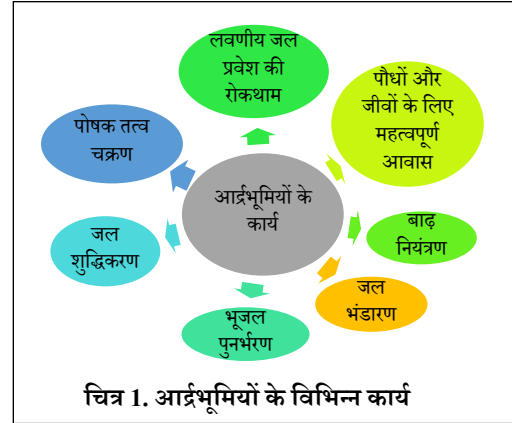 लवणीय जल
प्रवेश की
रोकथाम
पौधों और
जीवों के लिए
महत्वपूर्ण
आवास
पोषक तत्व
चक्रण
आर्द्रभूमियों के
कार्य
बाढ़
नियंत्रण
जल
शुद्धिकरण
जल
भंडारण
भूजल
पुनर्भरण
चित्र 1. आर्द्रभूमियों के विभिन्न कार्य